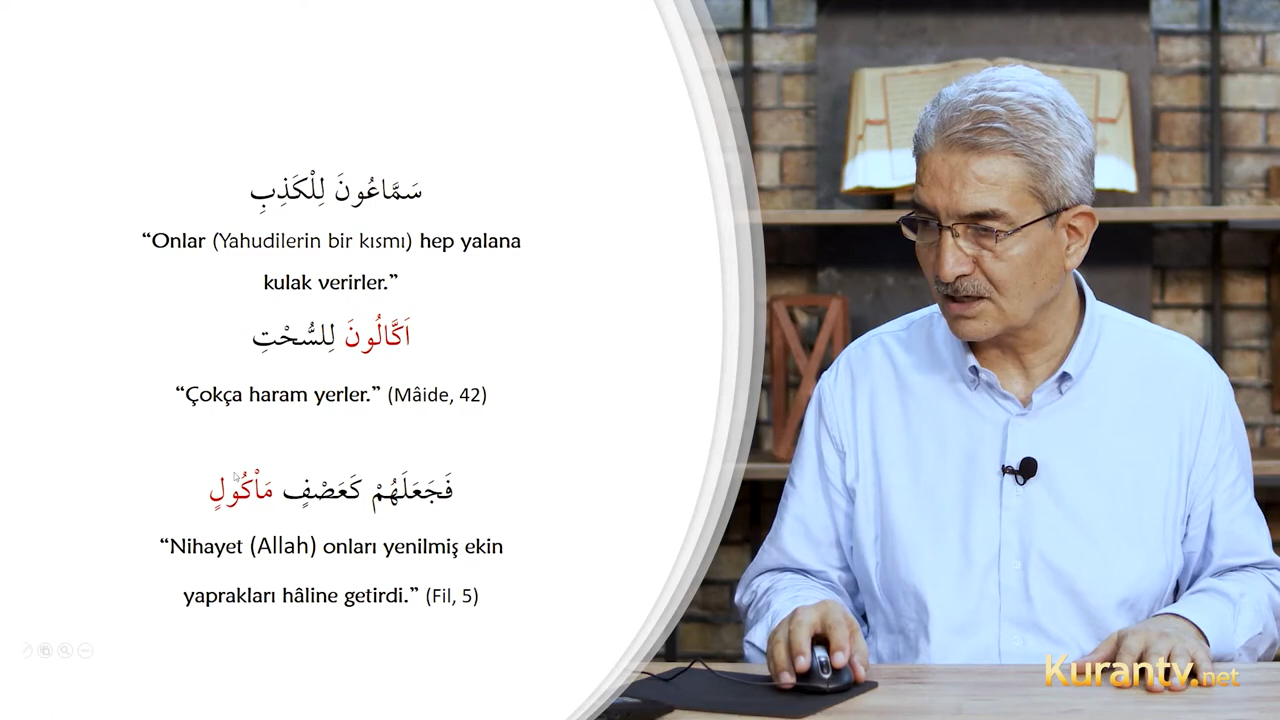 سَمَّاعُونَ لِلْكَذِبِ
“Onlar (Yahudilerin bir kısmı) hep yalana
kulak verirler.”
اَكَّالُونَ لِلسُّحْتِ
“Çokça haram yerler.” (Mâide, 42)
فَجَعَلَهُمْ كَعَصْفٍ مَاْكُولٍ
“Nihayet (Allah) onları yenilmiş ekin
yaprakları hâline getirdi.” (Fil, 5)
Kurantv.net